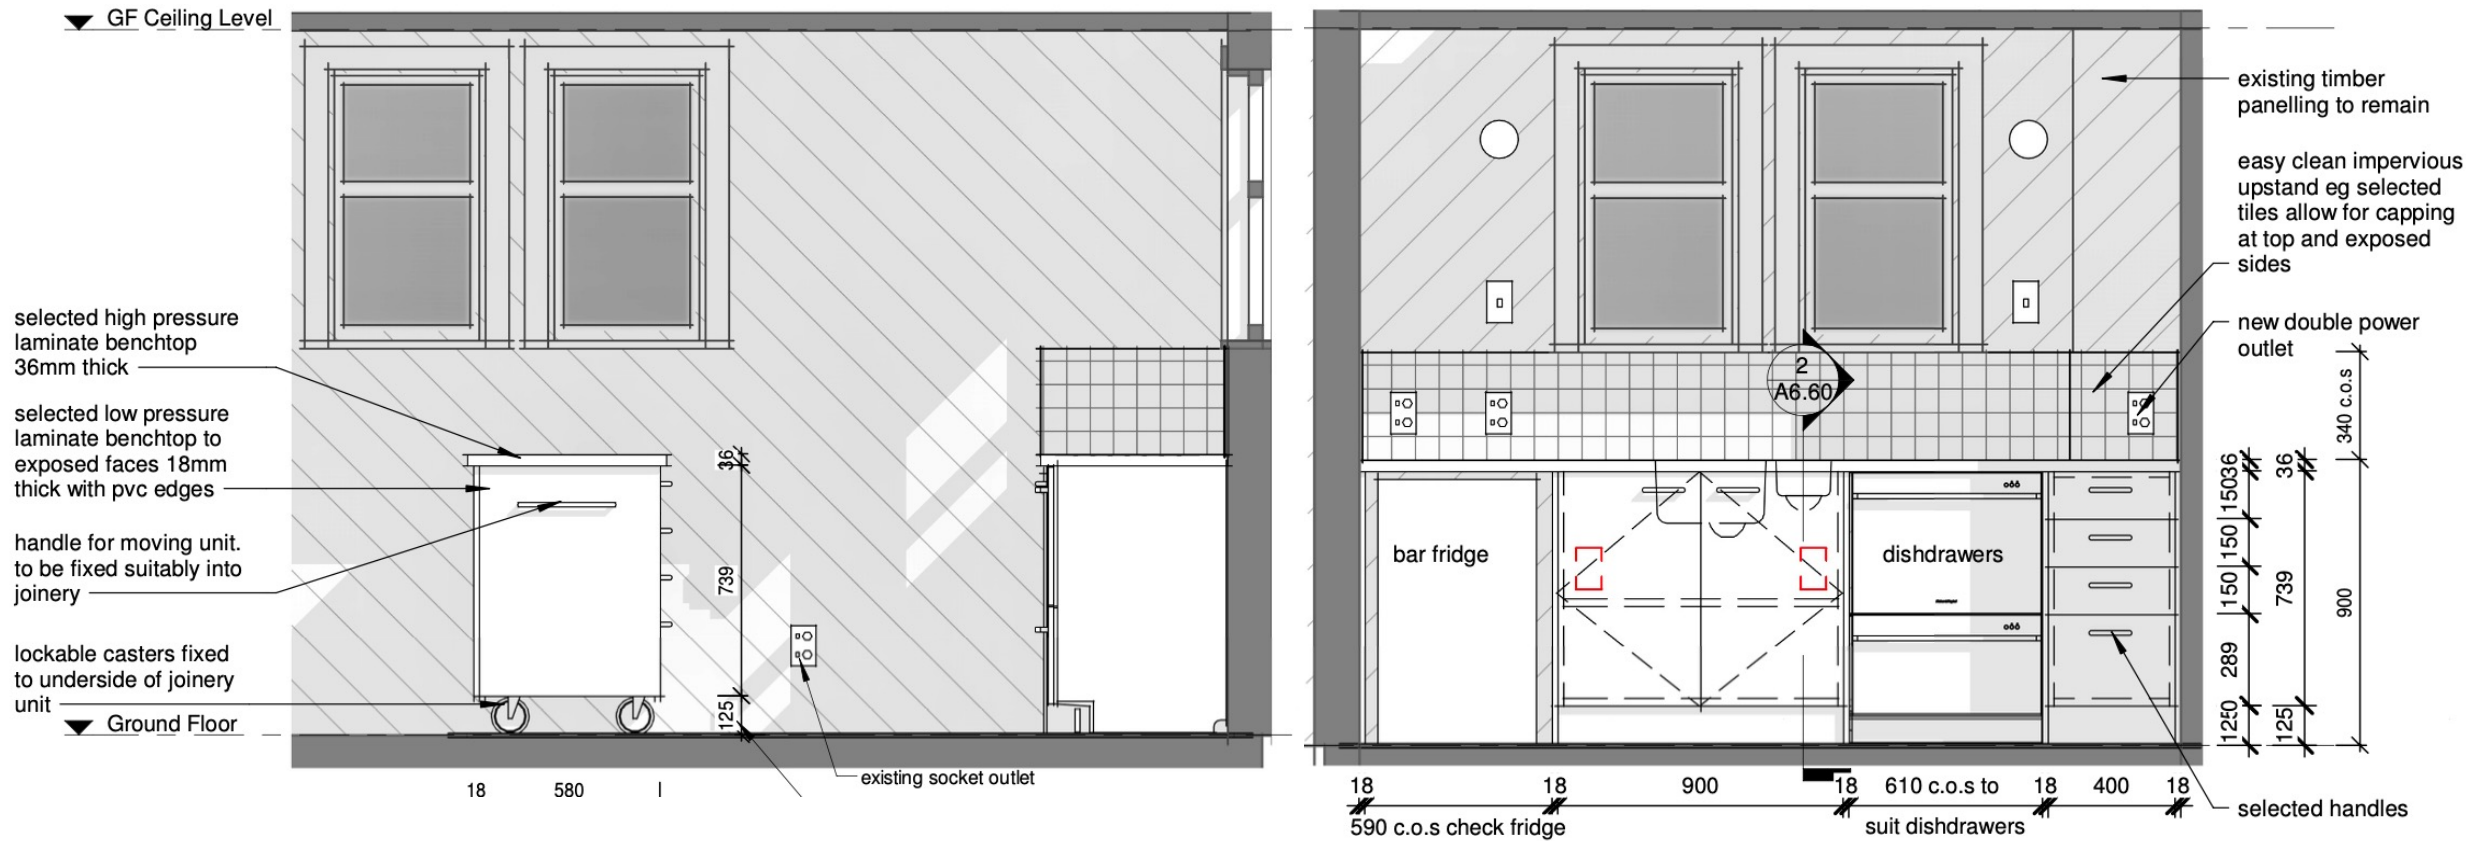 GF Ceiling Level
selected high pressure
laminate benchtop
36mm thick
selected low pressure
laminate benchtop to
exposed faces 18mm
thick with pvc edges
handle for moving unit.
to be fixed suitably into
joinery
lockable casters fixed
to underside of joinery
unit
Ground Floor
36
739
125
existing socket outlet
18 580
existing timber
panelling to remain
easy clean impervious
upstand eg selected
tiles allow for capping
at top and exposed
sides
new double power
outlet
2
A6.60
bar fridge
dishdrawers
340 c.o.s
36
150
150
150
289
1250
36
739
125
900
18 18 900 18 610 c.o.s to 18 400 18
590 c.o.s check fridge suit dishdrawers
selected handles